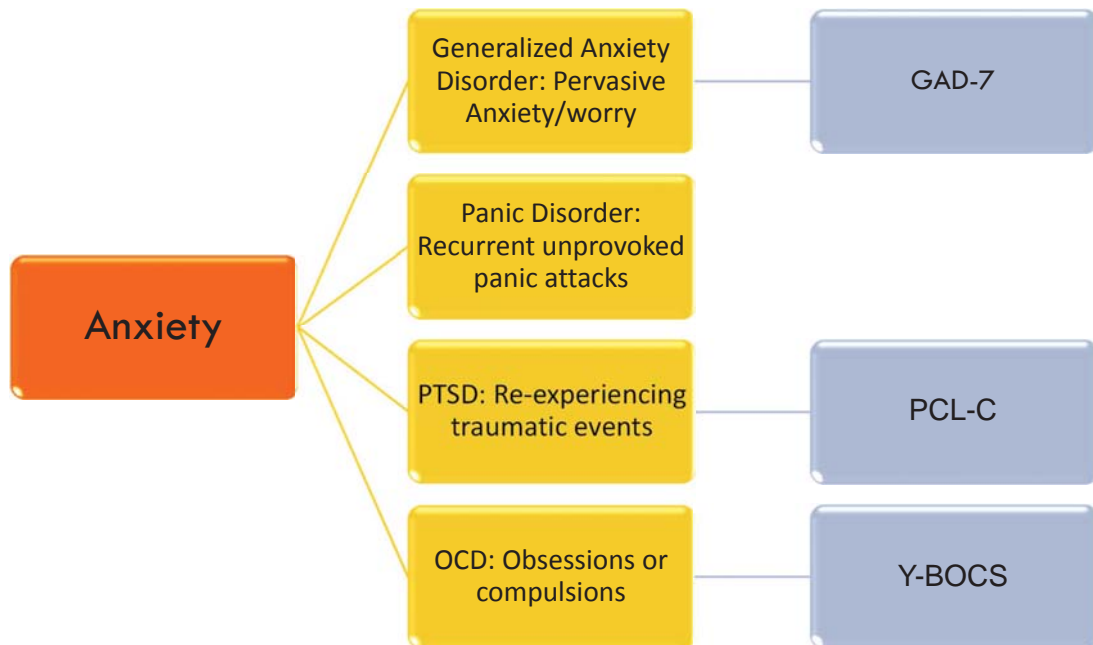 Generalized Anxiety
Disorder: Pervasive
Anxiety/worry
GAD-7
Panic Disorder:
Recurrent unprovoked
panic attacks
Anxiety
PTSD: Re-experiencing
traumatic events
PCL-C
OCD: Obsessions or
compulsions
Y-BOCS